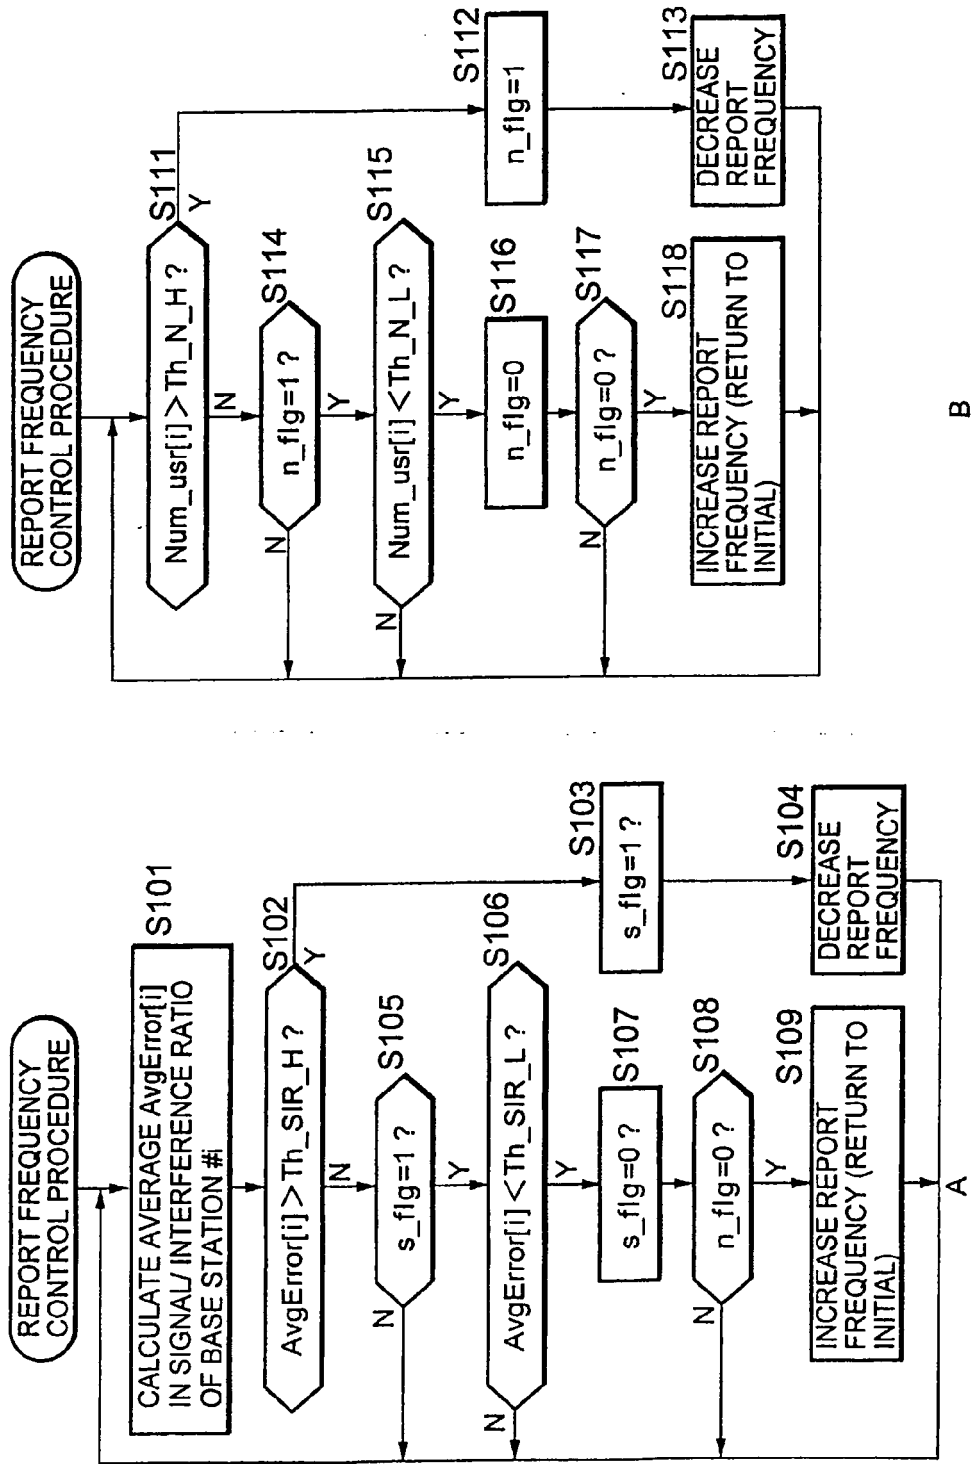 REPORT FREQUENCY
CONTROL PROCEDURE
S101
CALCULATE AVERAGE AvgError[i]
IN SIGNAL/ INTERFERENCE RATIO
OF BASE STATION #i
S102
AvgError[i] > Th_SIR_H ?
Y
N
S103
s_flg=1 ?
S104
DECREASE
REPORT
FREQUENCY
S105
s_flg=1 ?
N
Y
S106
AvgError[i] < Th_SIR_L ?
N
Y
S107
s_flg=0 ?
S108
n_flg=0 ?
N
Y
S109
INCREASE REPORT
FREQUENCY (RETURN TO
INITIAL)
A
REPORT FREQUENCY
CONTROL PROCEDURE
S111
Num_usr[i] > Th_N_H ?
Y
N
S112
n_flg=1
S113
DECREASE
REPORT
FREQUENCY
S114
n_flg=1 ?
N
Y
S115
Num_usr[i] < Th_N_L ?
N
Y
S116
n_flg=0
S117
n_flg=0 ?
N
Y
S118
INCREASE REPORT
FREQUENCY (RETURN TO
INITIAL)
B